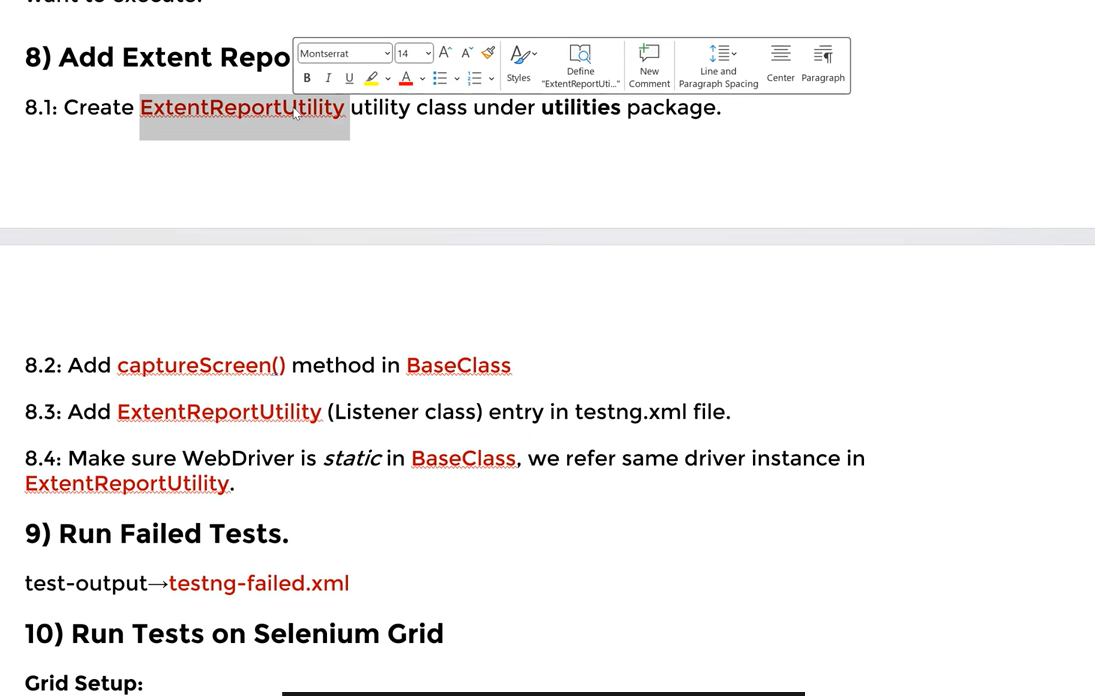 want to execute.
8) Add Extent Repo
Montserrat 14
B I U A
Styles
Define "ExtentReportUti..."
New Comment
Line and Paragraph Spacing
Center
Paragraph
8.1: Create ExtentReportUtility utility class under utilities package.
8.2: Add captureScreen() method in BaseClass
8.3: Add ExtentReportUtility (Listener class) entry in testng.xml file.
8.4: Make sure WebDriver is static in BaseClass, we refer same driver instance in
ExtentReportUtility.
9) Run Failed Tests.
test-output→testng-failed.xml
10) Run Tests on Selenium Grid
Grid Setup: